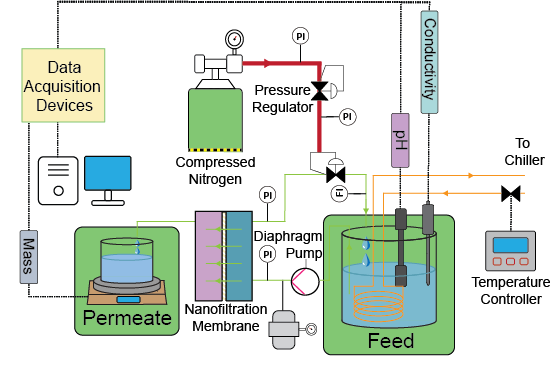 Data
Acquisition
Devices
Conductivity
pH
Mass
PI
Pressure
Regulator
PI
Compressed
Nitrogen
To
Chiller
PI
FI
Diaphragm
Pump
PI
Temperature
Controller
Nanofiltration
Membrane
Permeate
Feed